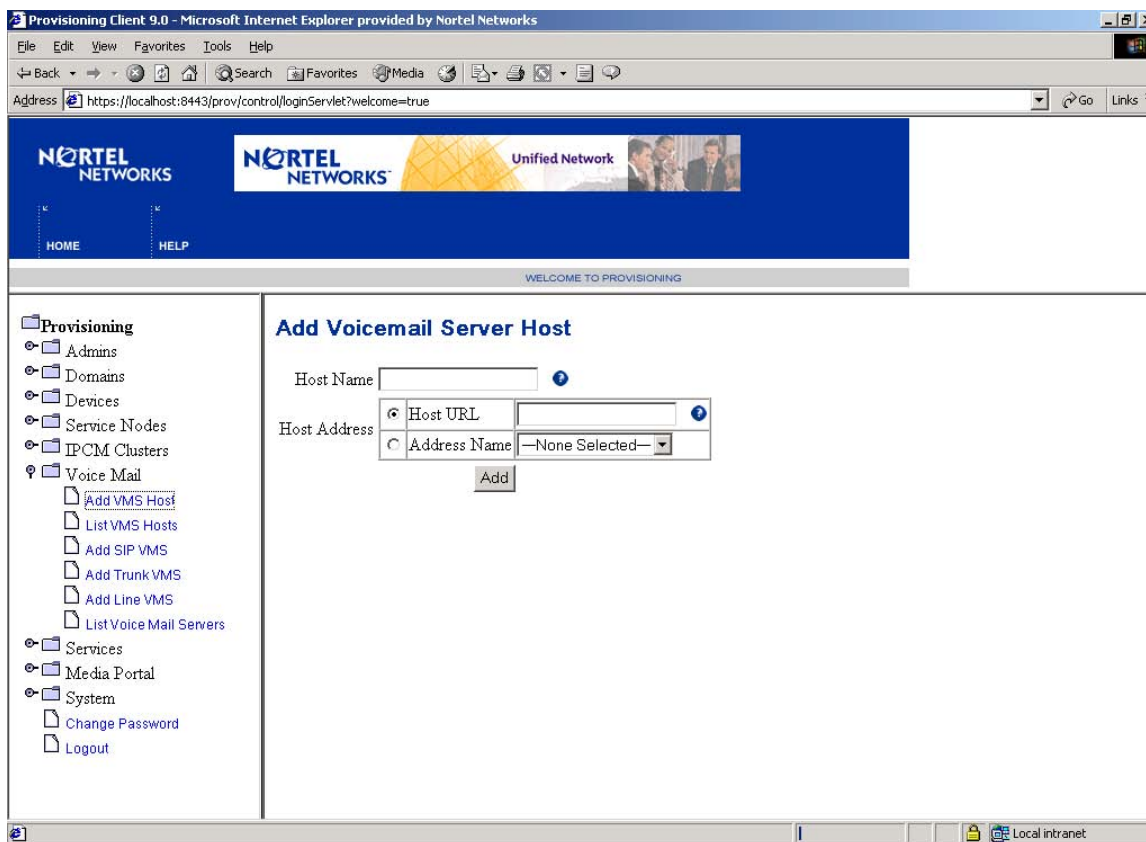 Provisioning Client 9.0 - Microsoft Internet Explorer provided by Nortel Networks
File Edit View Favorites Tools Help
Back Search Favorites Media
Address https://localhost:8443/prov/control/loginServlet?welcome=true Go Links
NORTEL NETWORKS
NORTEL NETWORKS Unified Network
HOME HELP
WELCOME TO PROVISIONING
Provisioning
Admins
Domains
Devices
Service Nodes
IPCM Clusters
Voice Mail
Add VMS Host
List VMS Hosts
Add SIP VMS
Add Trunk VMS
Add Line VMS
List Voice Mail Servers
Services
Media Portal
System
Change Password
Logout
Add Voicemail Server Host
Host Name ?
Host Address
Host URL ?
Address Name —None Selected—
Add
Local intranet